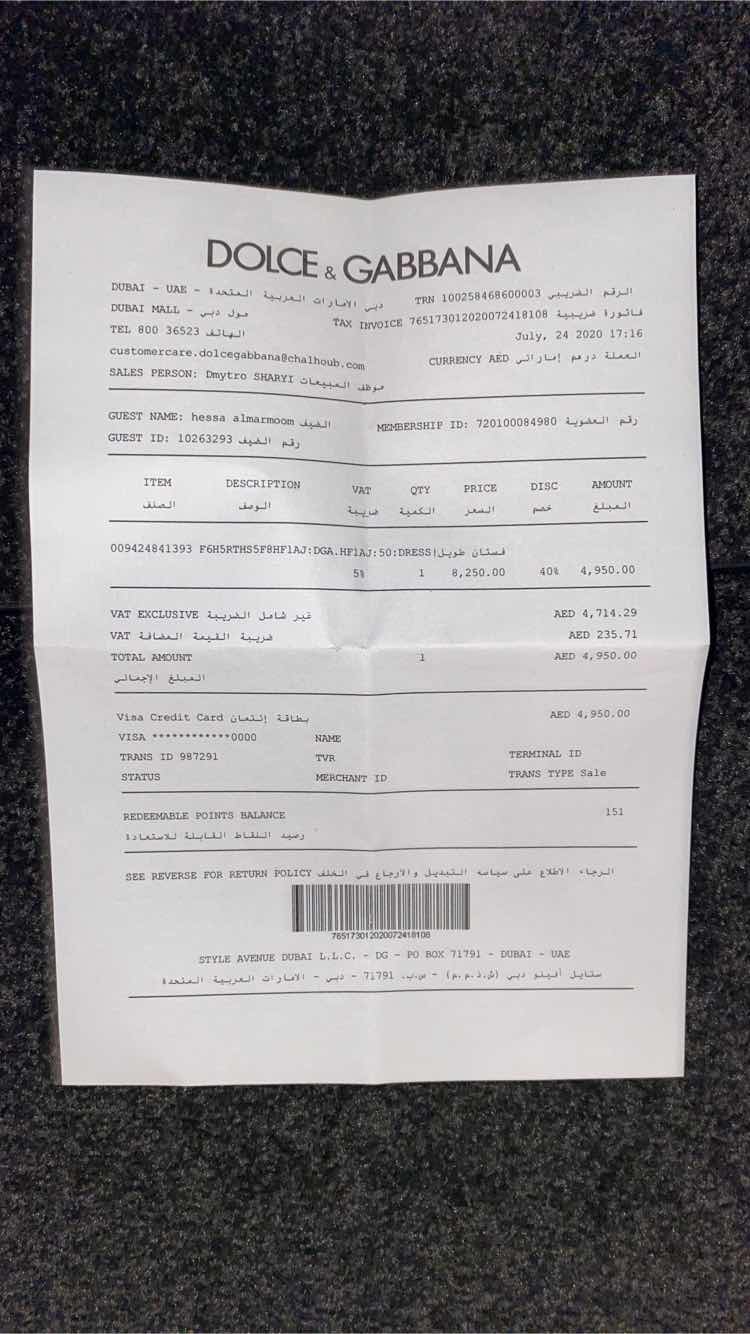 DOLCE & GABBANA
DUBAI - UAE - دبي الامارات العربية المتحدة
TRN 100258468600003 الرقم الضريبي
DUBAI MALL - مول دبي
TAX INVOICE 765173012020072418108 فاتورة ضريبية
TEL 800 36523 الهاتف
July, 24 2020 17:16
customercare.dolcegabbana@chalhoub.com
CURRENCY AED العملة درهم إماراتي
SALES PERSON: Dmytro SHARYI موظف المبيعات
GUEST NAME: hessa almarmoom الضيف
MEMBERSHIP ID: 720100084980 رقم العضوية
GUEST ID: 10263293 رقم الضيف
ITEM DESCRIPTION VAT QTY PRICE DISC AMOUNT
الصنف الوصف ضريبة الكمية السعر خصم المبلغ
009424841393 F6H5RTHS5F8HF1AJ:DGA.HF1AJ:50:DRESS|فستان طويل
5% 1 8,250.00 40% 4,950.00
VAT EXCLUSIVE غير شامل الضريبة AED 4,714.29
VAT ضريبة القيمة المضافة AED 235.71
TOTAL AMOUNT 1 AED 4,950.00
المبلغ الإجمالي
Visa Credit Card بطاقة إئتمان AED 4,950.00
VISA ************0000 NAME
TRANS ID 987291 TVR TERMINAL ID
STATUS MERCHANT ID TRANS TYPE Sale
REDEEMABLE POINTS BALANCE 151
رصيد النقاط القابلة للاستعادة
SEE REVERSE FOR RETURN POLICY الرجاء الاطلاع على سياسه التبديل والارجاع في الخلف
765173012020072418108
STYLE AVENUE DUBAI L.L.C. - DG - PO BOX 71791 - DUBAI - UAE
ستايل أفينو دبي (ش.ذ.م.م) - ص.ب. 71791 - دبي - الامارات العربية المتحدة